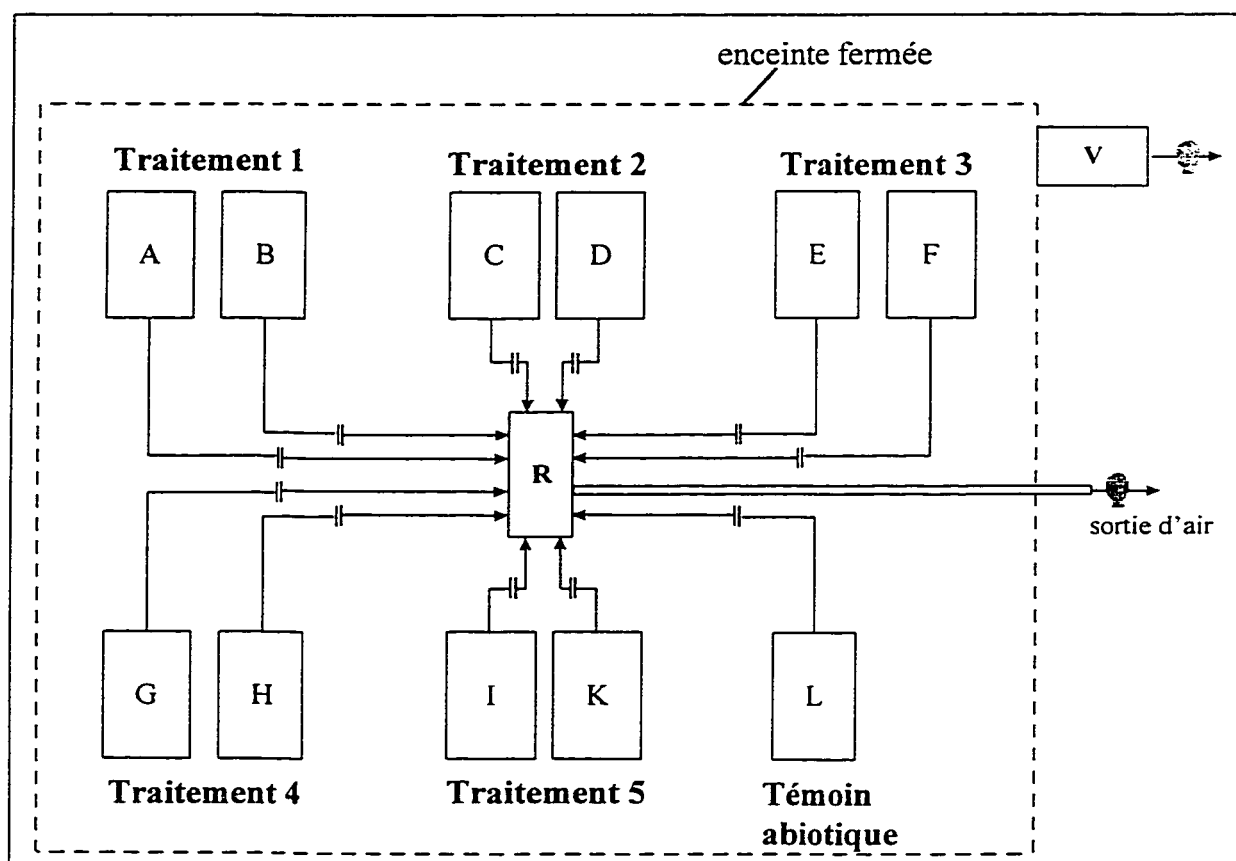 enceinte fermée
V
Traitement 1
Traitement 2
Traitement 3
A
B
C
D
E
F
R
sortie d'air
G
H
I
K
L
Traitement 4
Traitement 5
Témoin
abiotique